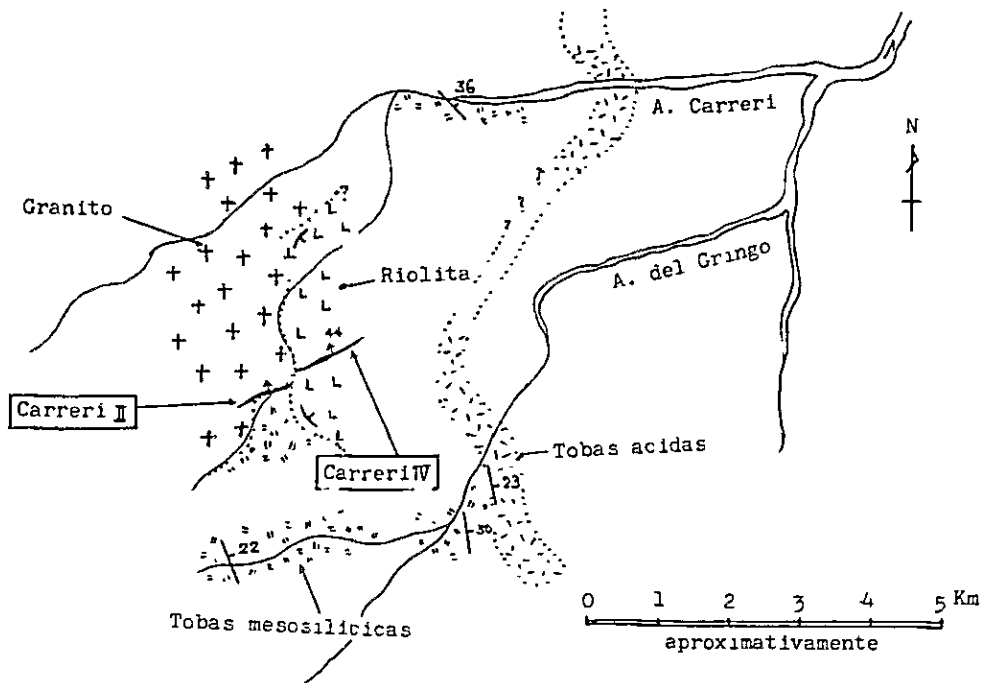 36
A. Carreri
N
Granito
?
?
?
Riolita
A. del Gringo
44
Carreri II
Carreri IV
Tobas acidas
23
30
22
Tobas mesosilicicas
0 1 2 3 4 5 Km
aproximativamente